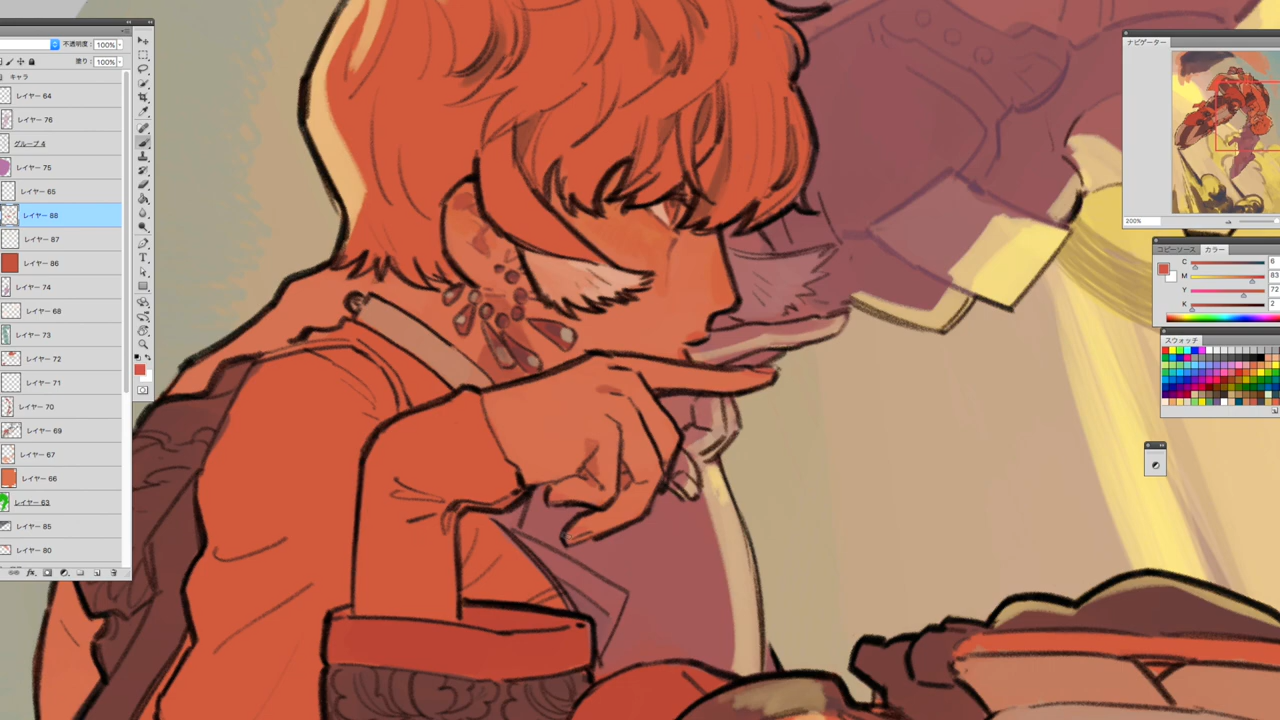 不透明度: 100%
塗り: 100%
キャラ
レイヤー 64
レイヤー 76
グループ 4
レイヤー 75
レイヤー 65
レイヤー 88
レイヤー 87
レイヤー 86
レイヤー 74
レイヤー 68
レイヤー 73
レイヤー 72
レイヤー 71
レイヤー 70
レイヤー 69
レイヤー 67
レイヤー 66
レイヤー 63
レイヤー 85
レイヤー 80
fx
T
ナビゲーター
200%
コピーソース カラー
C 6
M 83
Y 72
K 2
スウォッチ